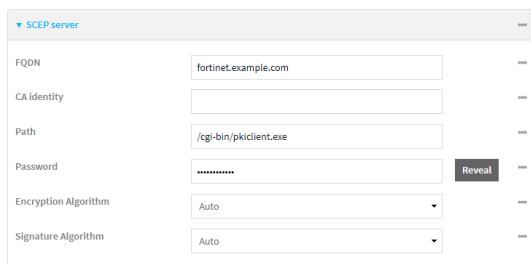 SCEP server
FQDN fortinet.example.com
CA identity
Path /cgi-bin/pkiclient.exe
Password •••••••••••• Reveal
Encryption Algorithm Auto
Signature Algorithm Auto